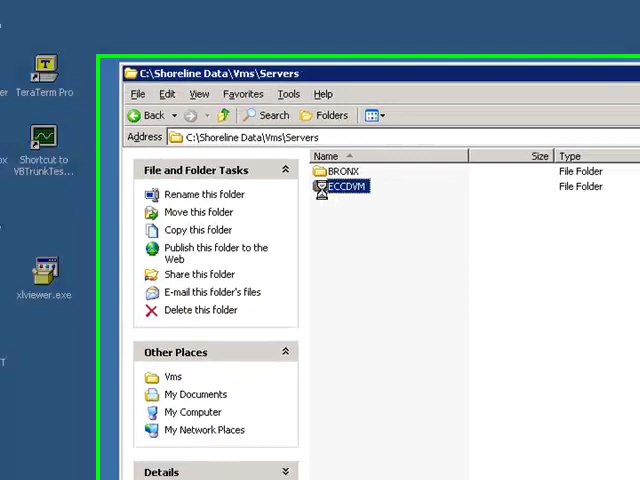 TeraTerm Pro
er
Shortcut to
VBTrunkTes...
ox
xlviewer.exe
T
C:\Shoreline Data\Vms\Servers
File Edit View Favorites Tools Help
Back Search Folders
Address C:\Shoreline Data\Vms\Servers
File and Folder Tasks
Rename this folder
Move this folder
Copy this folder
Publish this folder to the
Web
Share this folder
E-mail this folder's files
Delete this folder
Other Places
Vms
My Documents
My Computer
My Network Places
Details
Name Size Type
BRONX File Folder
ECCDVM File Folder